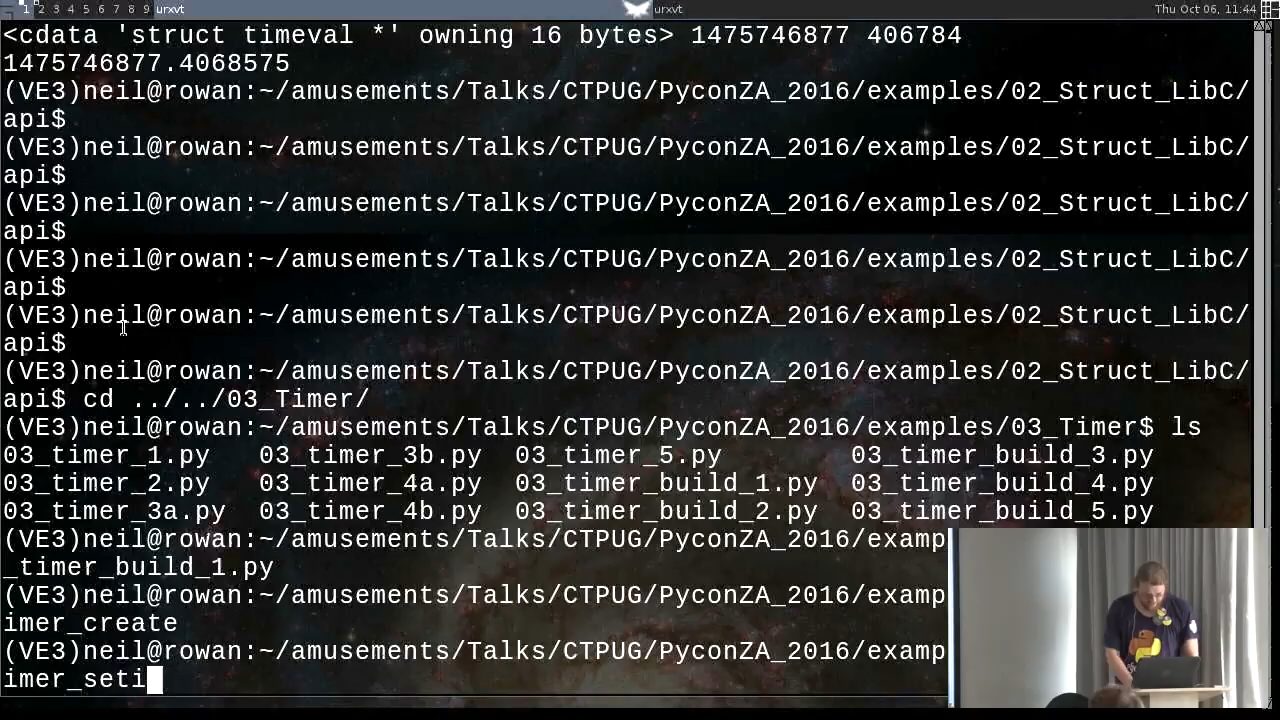 1 2 3 4 5 6 7 8 9 urxvt urxvt Thu Oct 06, 11:44
<cdata 'struct timeval *' owning 16 bytes> 1475746877 406784
1475746877.4068575
(VE3)neil@rowan:~/amusements/Talks/CTPUG/PyconZA_2016/examples/02_Struct_LibC/
api$
(VE3)neil@rowan:~/amusements/Talks/CTPUG/PyconZA_2016/examples/02_Struct_LibC/
api$
(VE3)neil@rowan:~/amusements/Talks/CTPUG/PyconZA_2016/examples/02_Struct_LibC/
api$
(VE3)neil@rowan:~/amusements/Talks/CTPUG/PyconZA_2016/examples/02_Struct_LibC/
api$
(VE3)neil@rowan:~/amusements/Talks/CTPUG/PyconZA_2016/examples/02_Struct_LibC/
api$
(VE3)neil@rowan:~/amusements/Talks/CTPUG/PyconZA_2016/examples/02_Struct_LibC/
api$ cd ../../03_Timer/
(VE3)neil@rowan:~/amusements/Talks/CTPUG/PyconZA_2016/examples/03_Timer$ ls
03_timer_1.py 03_timer_3b.py 03_timer_5.py 03_timer_build_3.py
03_timer_2.py 03_timer_4a.py 03_timer_build_1.py 03_timer_build_4.py
03_timer_3a.py 03_timer_4b.py 03_timer_build_2.py 03_timer_build_5.py
(VE3)neil@rowan:~/amusements/Talks/CTPUG/PyconZA_2016/examp
_timer_build_1.py
(VE3)neil@rowan:~/amusements/Talks/CTPUG/PyconZA_2016/examp
imer_create
(VE3)neil@rowan:~/amusements/Talks/CTPUG/PyconZA_2016/examp
imer_seti